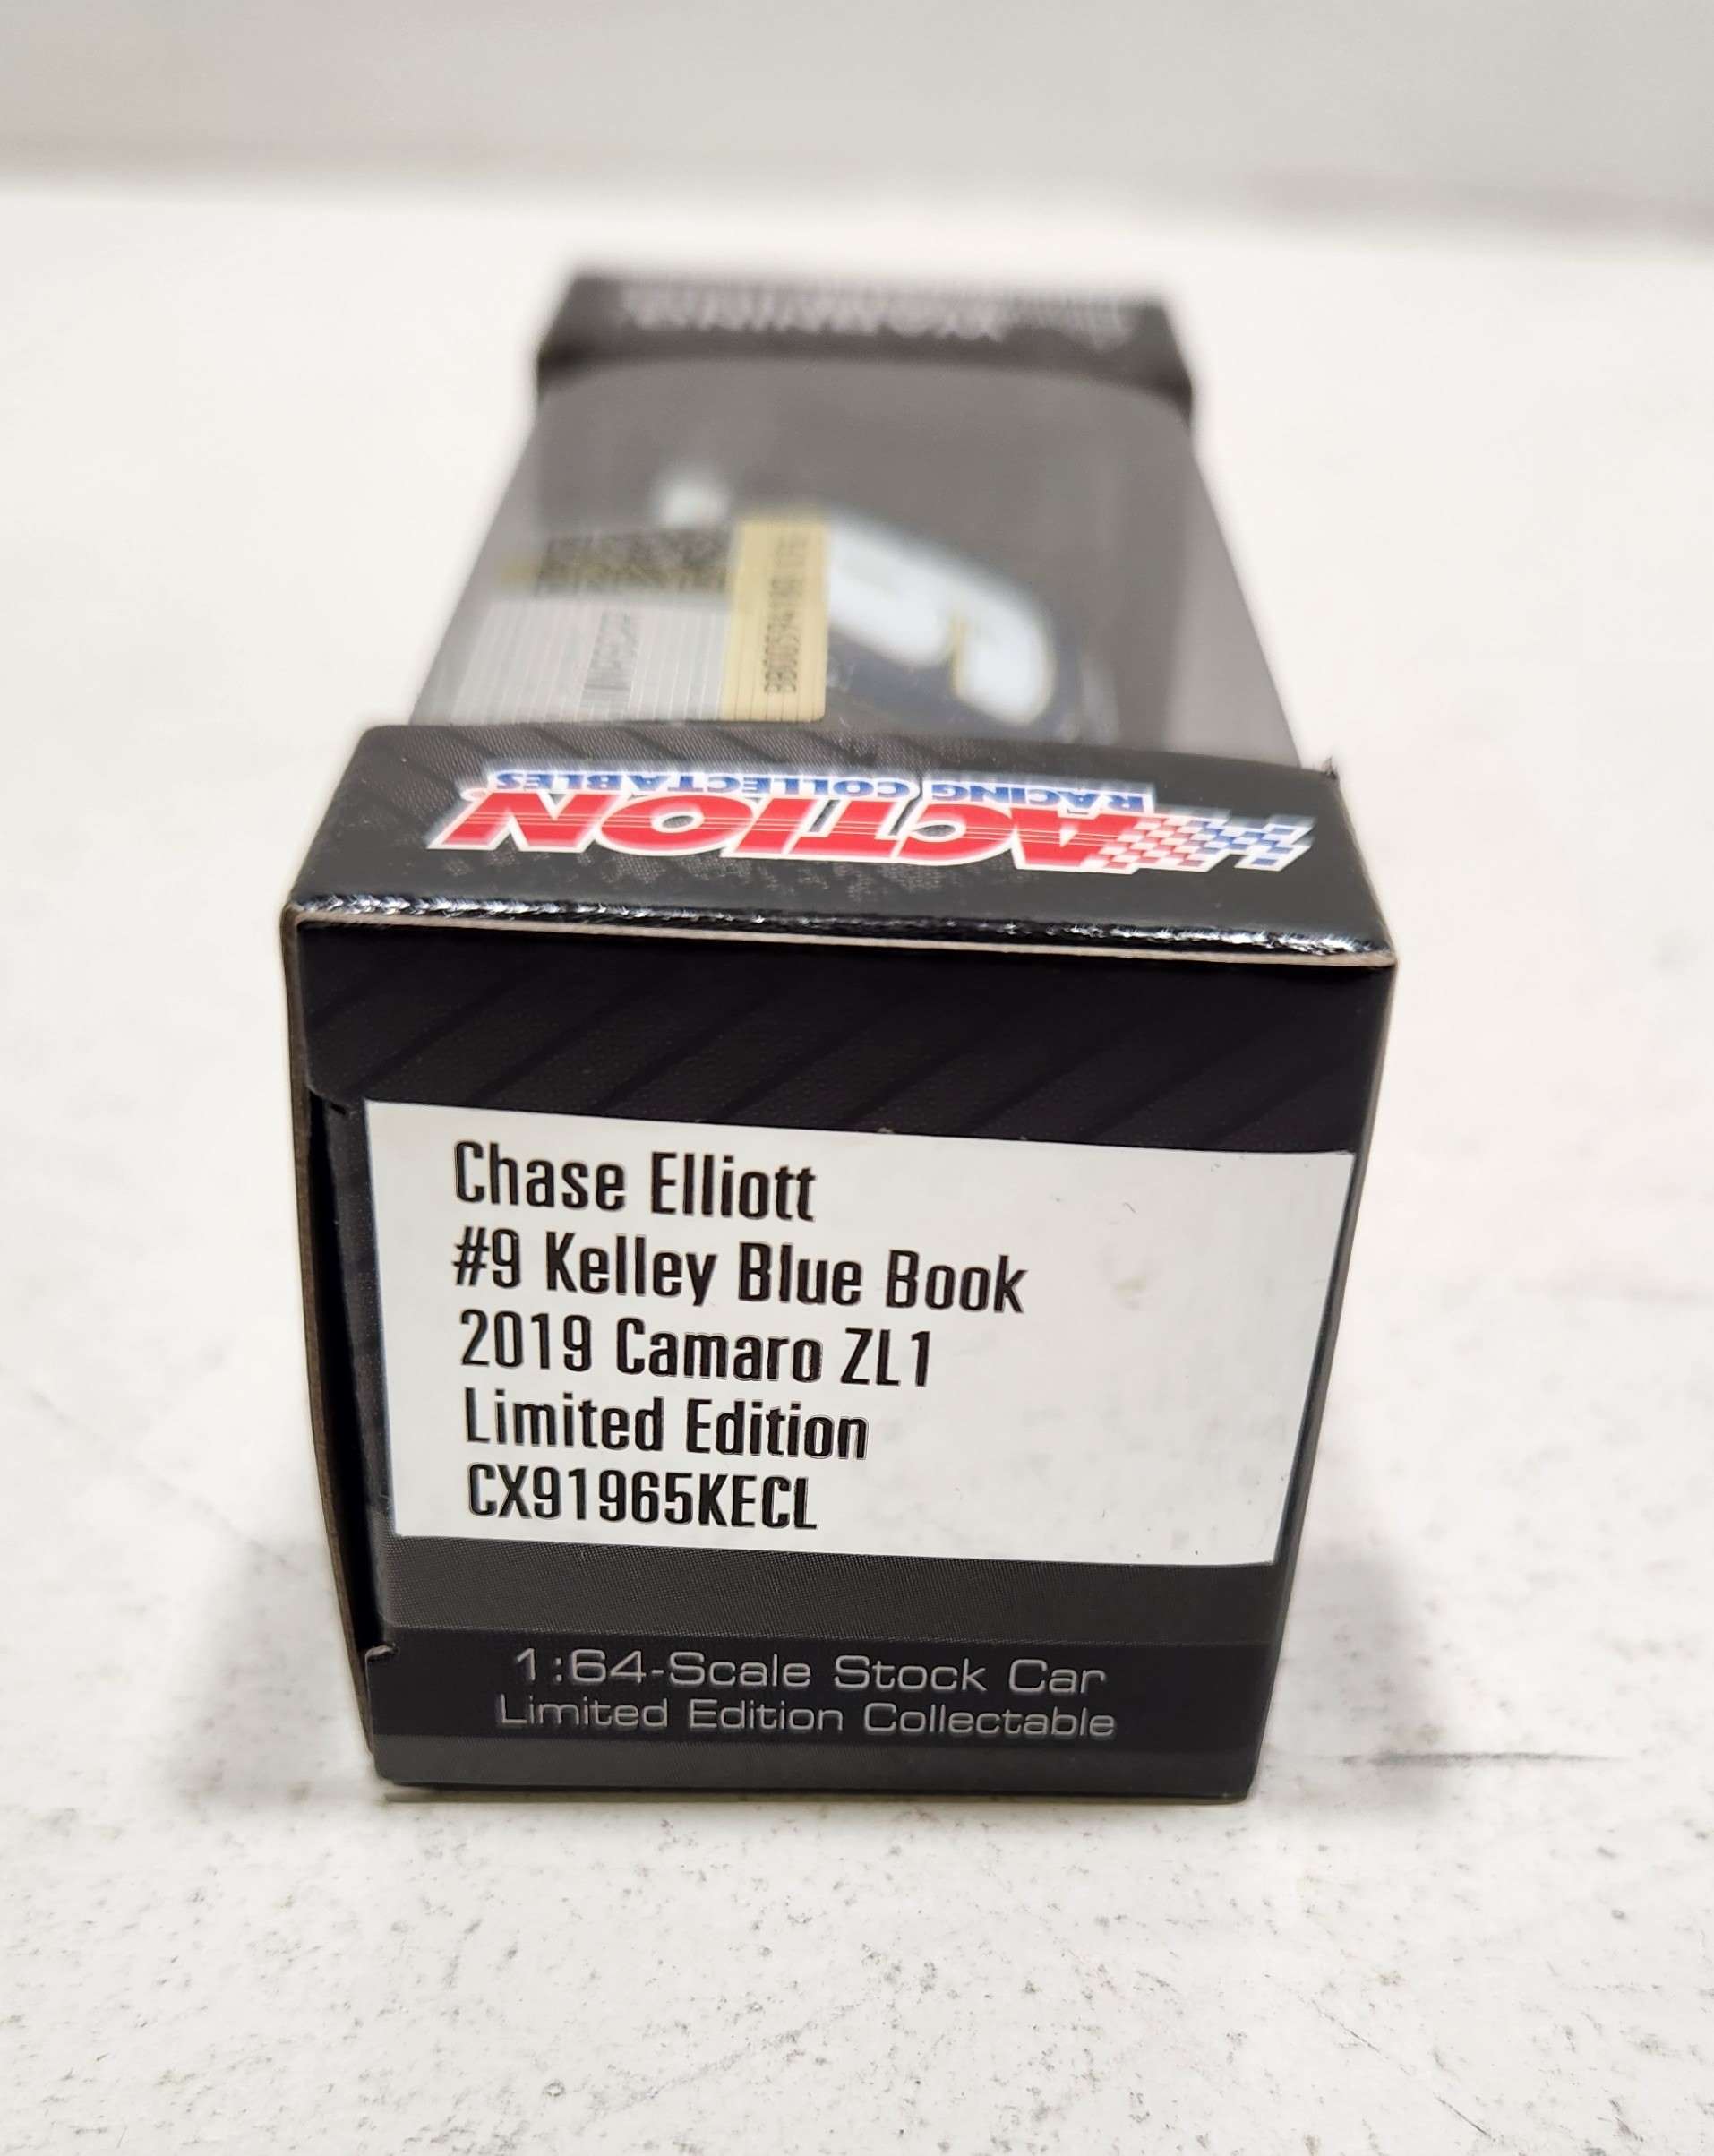 ACTION
RACING COLLECTABLES
Chase Elliott
#9 Kelley Blue Book
2019 Camaro ZL1
Limited Edition
CX91965KECL
1:64-Scale Stock Car
Limited Edition Collectable
NASCAR